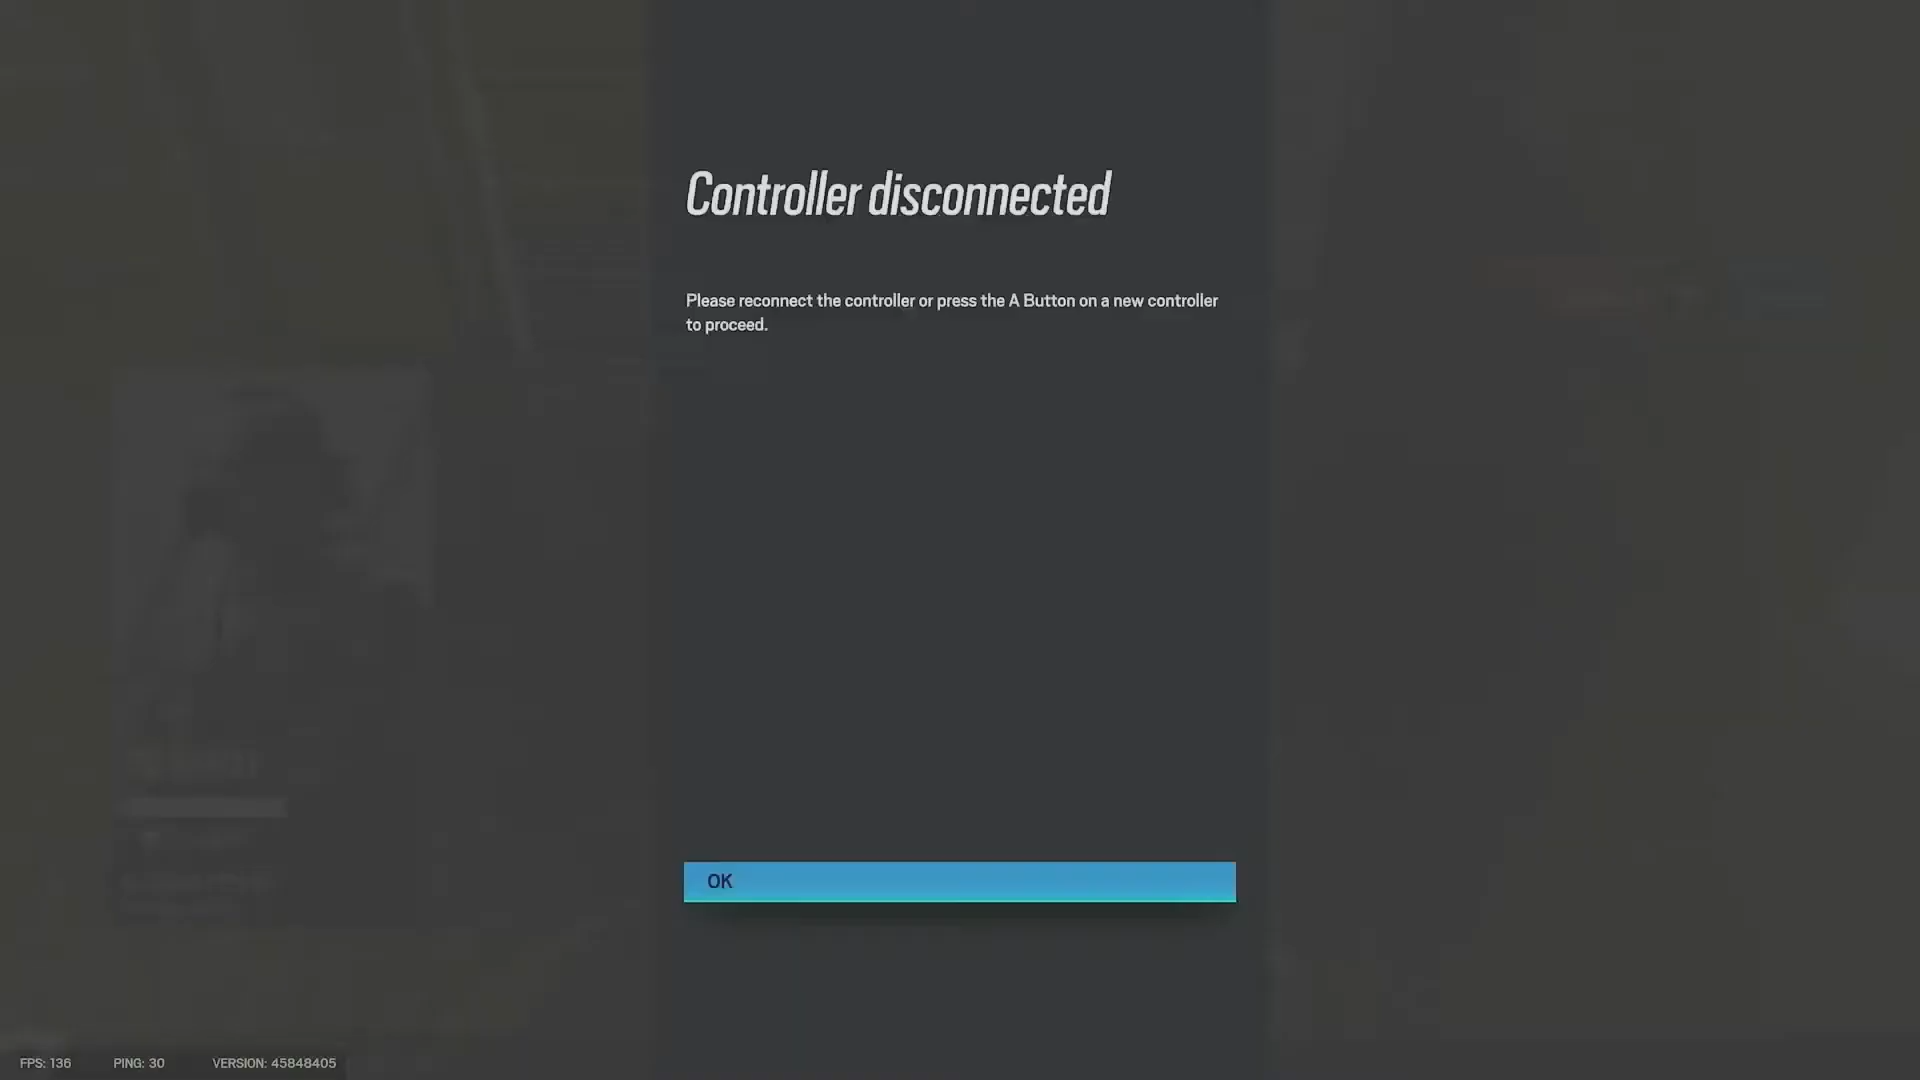 Controller disconnected
Please reconnect the controller or press the A Button on a new controller
to proceed.
OK
FPS: 136 PING: 30 VERSION: 45848405